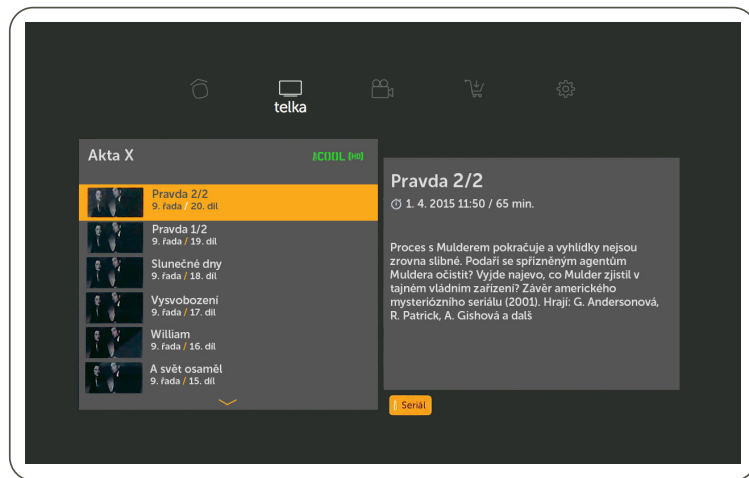 telka
Akta X
COOL HD
Pravda 2/2
9. řada / 20. díl
Pravda 1/2
9. řada / 19. díl
Slunečné dny
9. řada / 18. díl
Vysvobození
9. řada / 17. díl
William
9. řada / 16. díl
A svět osaměl
9. řada / 15. díl
Pravda 2/2
1. 4. 2015 11:50 / 65 min.
Proces s Mulderem pokračuje a vyhlídky nejsou
zrovna slibné. Podaří se spřízněným agentům
Muldera očistit? Vyjde najevo, co Mulder zjistil v
tajném vládním zařízení? Závěr amerického
mysteriózního seriálu (2001). Hrají: G. Andersonová,
R. Patrick, A. Gishová a dalš
Seriál